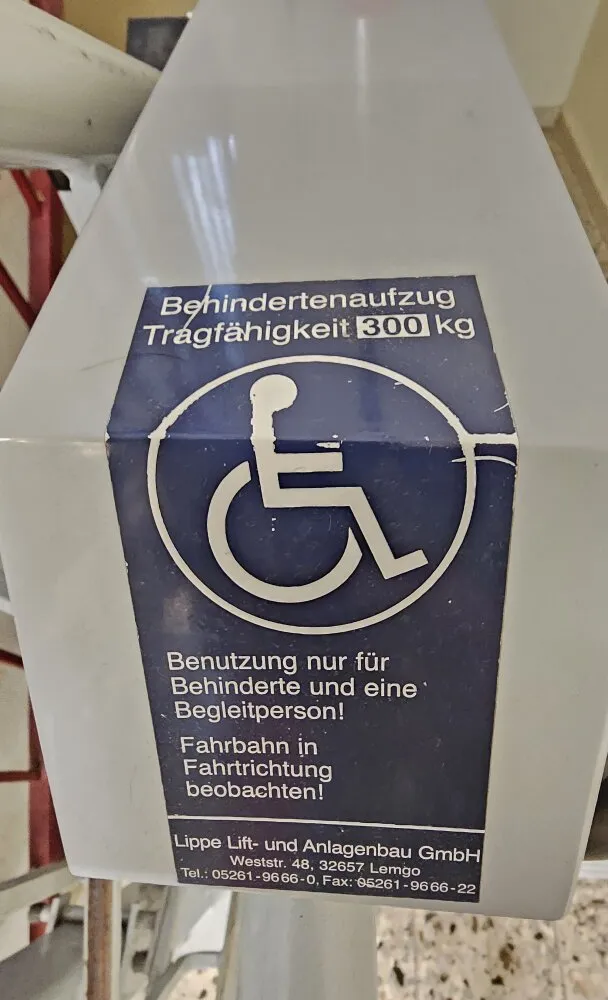 Behindertenaufzug
Tragfähigkeit 300 kg
Benutzung nur für
Behinderte und eine
Begleitperson!
Fahrbahn in
Fahrtrichtung
beobachten!
Lippe Lift- und Anlagenbau GmbH
Weststr. 48, 32657 Lemgo
Tel.: 05261-9666-0, Fax: 05261-9666-22